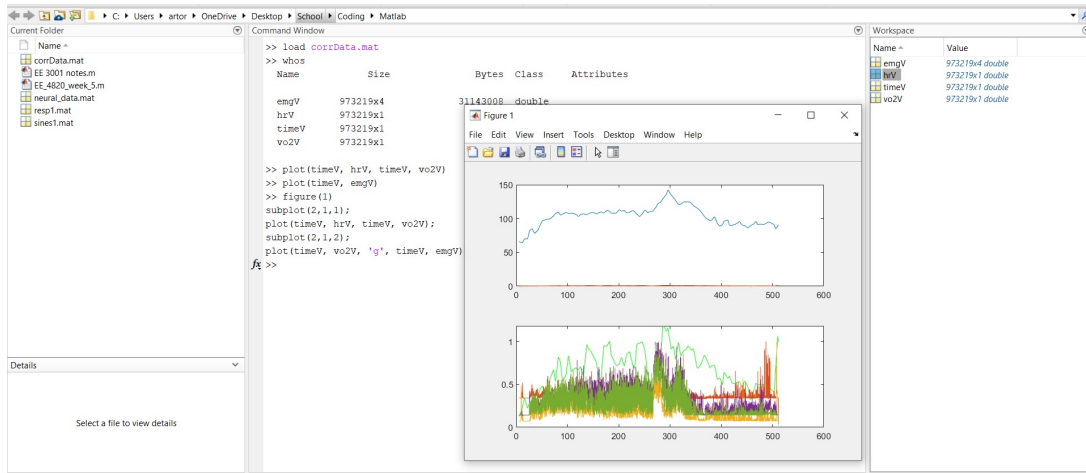 C: Users artor OneDrive Desktop School Coding Matlab
Current Folder
Name
corrData.mat
EE 3001 notes.m
EE_4820_week_5.m
neural_data.mat
resp1.mat
sines1.mat
Details
Select a file to view details
Command Window
>> load corrData.mat
>> whos
Name Size Bytes Class Attributes
emgV 973219x4 31143008 double
hrV 973219x1
timeV 973219x1
vo2V 973219x1
>> plot(timeV, hrV, timeV, vo2V)
>> plot(timeV, emgV)
>> figure(1)
subplot(2,1,1);
plot(timeV, hrV, timeV, vo2V);
subplot(2,1,2);
plot(timeV, vo2V, 'g', timeV, emgV)
fx >>
Figure 1
File Edit View Insert Tools Desktop Window Help
150
100
50
0
0 100 200 300 400 500 600
1
0.5
0
0 100 200 300 400 500 600
Workspace
Name Value
emgV 973219x4 double
hrV 973219x1 double
timeV 973219x1 double
vo2V 973219x1 double